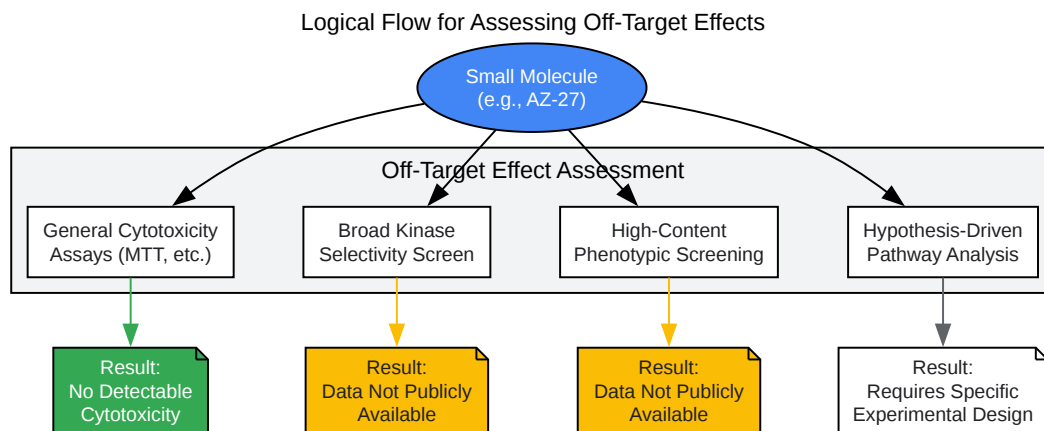 Logical Flow for Assessing Off-Target Effects
Small Molecule
(e.g., AZ-27)
Off-Target Effect Assessment
General Cytotoxicity
Assays (MTT, etc.)
Broad Kinase
Selectivity Screen
High-Content
Phenotypic Screening
Hypothesis-Driven
Pathway Analysis
Result:
No Detectable
Cytotoxicity
Result:
Data Not Publicly
Available
Result:
Data Not Publicly
Available
Result:
Requires Specific
Experimental Design